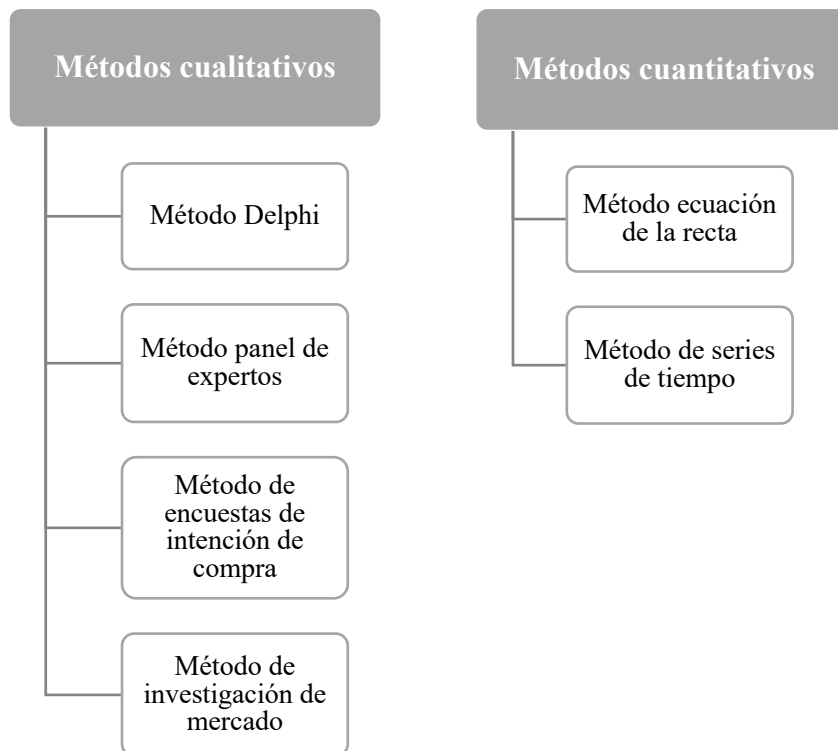 Métodos cualitativos
Método Delphi
Método panel de
expertos
Método de
encuestas de
intención de
compra
Método de
investigación de
mercado
Métodos cuantitativos
Método ecuación
de la recta
Método de series
de tiempo